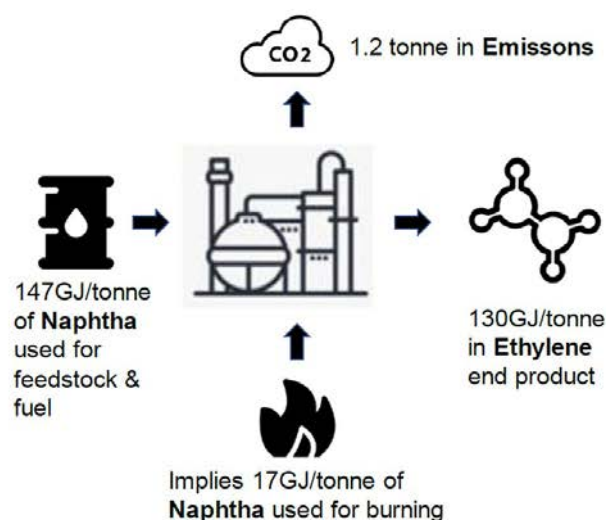 CO2
1.2 tonne in Emissons
147GJ/tonne
of Naphtha
used for
feedstock &
fuel
130GJ/tonne
in Ethylene
end product
Implies 17GJ/tonne of
Naphtha used for burning